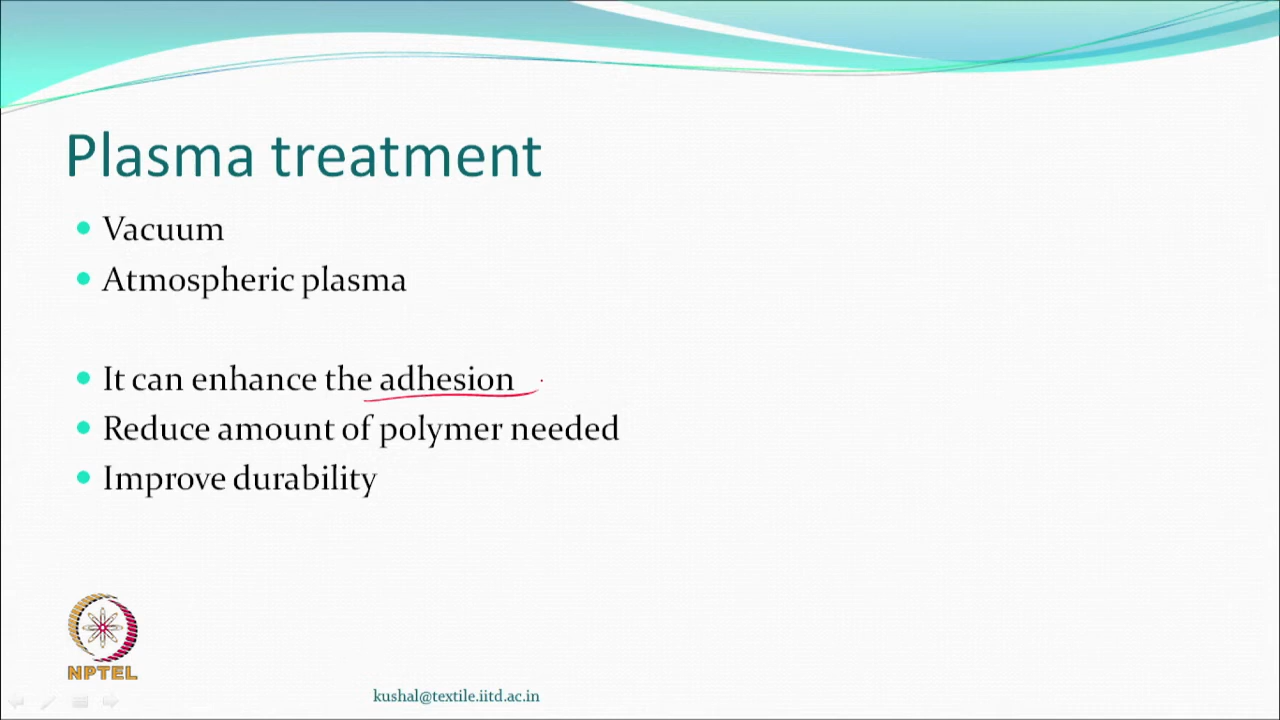 Plasma treatment
Vacuum
Atmospheric plasma
It can enhance the adhesion
Reduce amount of polymer needed
Improve durability
NPTEL
kushal@textile.iitd.ac.in